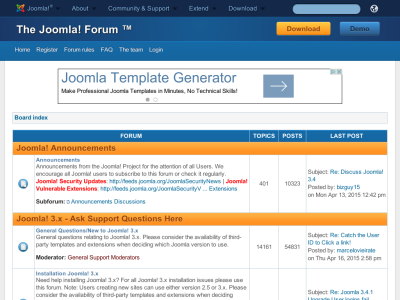 Joomla!® About Community & Support Extend Download
The Joomla! Forum ™
Download Demo
Home Register Forum rules FAQ The team Login
Joomla Template Generator
Make Professional Joomla Templates in Minutes, No Technical Skills!
Board index
FORUM TOPICS POSTS LAST POST
Joomla! Announcements
Announcements
Announcements from the Joomla! Project for the attention of all Users. We
encourage all Joomla! users to subscribe to this forum or check it regularly.
Joomla! Security Updates: http://feeds.joomla.org/JoomlaSecurityNews | Joomla!
Vulnerable Extensions: http://feeds.joomla.org/JoomlaSecurityV ... Extensions
Subforum: Announcements Discussions
401
10323
Subject: Re: Discuss Joomla!
3.4
Posted by: bizguy15
on Mon Apr 13, 2015 12:42 pm
Joomla! 3.x - Ask Support Questions Here
General Questions/New to Joomla! 3.x
General questions relating to Joomla! 3.x. Please consider the availability of third-
party templates and extensions when deciding which Joomla version to use.
Moderator: General Support Moderators
14161
54831
Subject: Re: Catch the User
ID to Click a link!
Posted by: marcelovieirate
on Thu Apr 16, 2015 2:58 pm
Installation Joomla! 3.x
Need help installing Joomla! 3.x? For all Joomla! 3.x installation issues please use
this forum. Note: Users creating new sites can use either version 2.5 or 3.x. Please
consider the availability of third-party templates and extensions when deciding
Subject: Re: Joomla 3.4.1
Upgrade User login fail